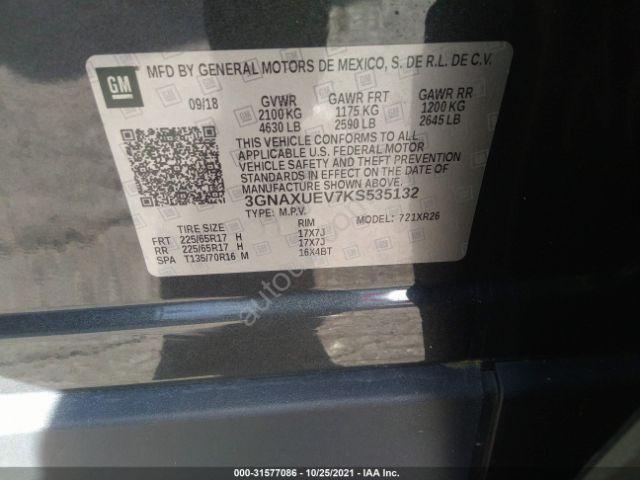 GM
MFD BY GENERAL MOTORS DE MEXICO, S. DE R.L. DE C.V.
09/18 GVWR GAWR FRT GAWR RR
2100 KG 1175 KG 1200 KG
4630 LB 2590 LB 2645 LB
THIS VEHICLE CONFORMS TO ALL
APPLICABLE U.S. FEDERAL MOTOR
VEHICLE SAFETY AND THEFT PREVENTION
STANDARDS IN EFFECT ON THE DATE OF
MANUFACTURE SHOWN ABOVE.
3GNAXUEV7KS535132
TYPE: M.P.V. MODEL: 721XR26
TIRE SIZE RIM
FRT 225/65R17 H 17X7J
RR 225/65R17 H 17X7J
SPA T135/70R16 M 16X4BT
000-31577086 - 10/25/2021 - IAA Inc.